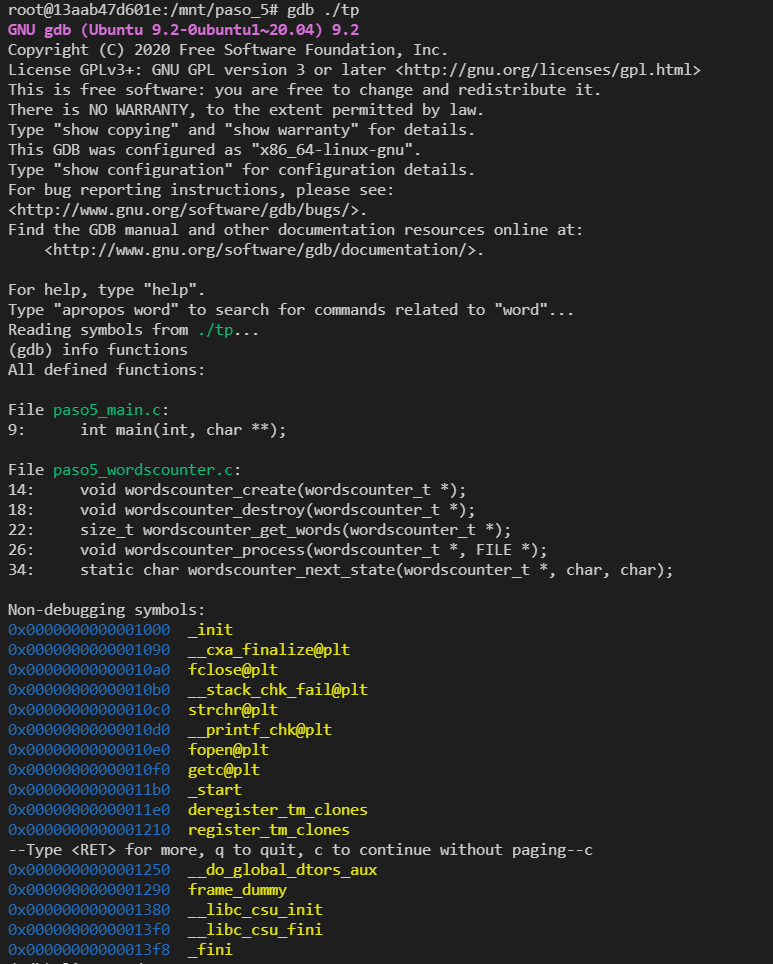 root@13aab47d601e:/mnt/paso_5# gdb ./tp
GNU gdb (Ubuntu 9.2-0ubuntu1~20.04) 9.2
Copyright (C) 2020 Free Software Foundation, Inc.
License GPLv3+: GNU GPL version 3 or later <http://gnu.org/licenses/gpl.html>
This is free software: you are free to change and redistribute it.
There is NO WARRANTY, to the extent permitted by law.
Type "show copying" and "show warranty" for details.
This GDB was configured as "x86_64-linux-gnu".
Type "show configuration" for configuration details.
For bug reporting instructions, please see:
<http://www.gnu.org/software/gdb/bugs/>.
Find the GDB manual and other documentation resources online at:
    <http://www.gnu.org/software/gdb/documentation/>.

For help, type "help".
Type "apropos word" to search for commands related to "word"...
Reading symbols from ./tp...
(gdb) info functions
All defined functions:

File paso5_main.c:
9:      int main(int, char **);

File paso5_wordscounter.c:
14:     void wordscounter_create(wordscounter_t *);
18:     void wordscounter_destroy(wordscounter_t *);
22:     size_t wordscounter_get_words(wordscounter_t *);
26:     void wordscounter_process(wordscounter_t *, FILE *);
34:     static char wordscounter_next_state(wordscounter_t *, char, char);

Non-debugging symbols:
0x0000000000001000  _init
0x0000000000001090  __cxa_finalize@plt
0x00000000000010a0  fclose@plt
0x00000000000010b0  __stack_chk_fail@plt
0x00000000000010c0  strchr@plt
0x00000000000010d0  __printf_chk@plt
0x00000000000010e0  fopen@plt
0x00000000000010f0  getc@plt
0x00000000000011b0  _start
0x00000000000011e0  deregister_tm_clones
0x0000000000001210  register_tm_clones
--Type <RET> for more, q to quit, c to continue without paging--c
0x0000000000001250  __do_global_dtors_aux
0x0000000000001290  frame_dummy
0x0000000000001380  __libc_csu_init
0x00000000000013f0  __libc_csu_fini
0x00000000000013f8  _fini